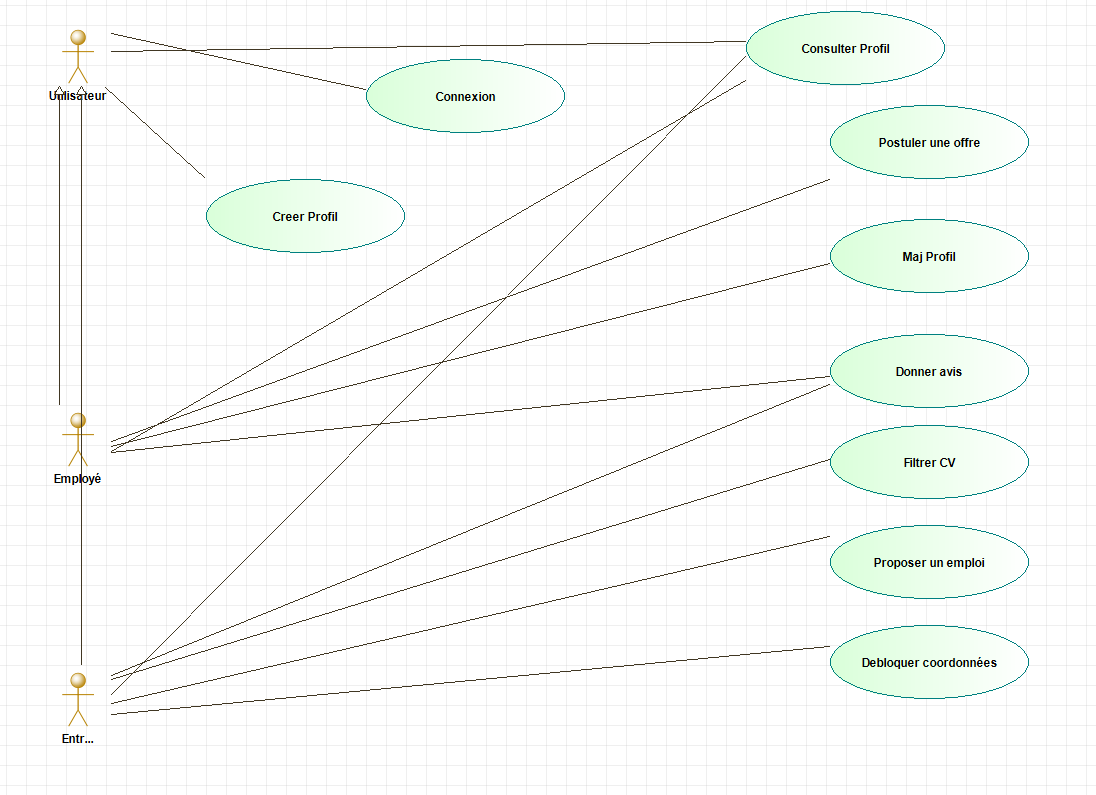 Consulter Profil
Utilisateur
Connexion
Postuler une offre
Creer Profil
Maj Profil
Donner avis
Filtrer CV
Employé
Proposer un emploi
Debloquer coordonnées
Entr...